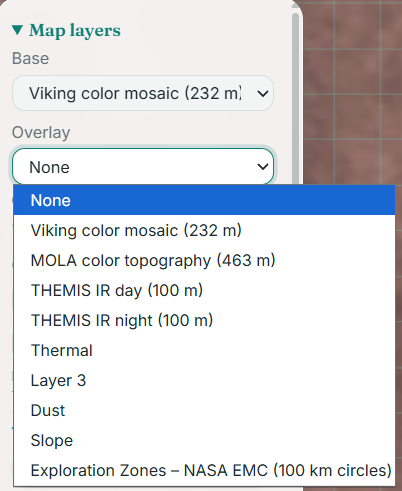 ▼ Map layers
Base
Viking color mosaic (232 m)
Overlay
None
None
Viking color mosaic (232 m)
MOLA color topography (463 m)
THEMIS IR day (100 m)
THEMIS IR night (100 m)
Thermal
Layer 3
Dust
Slope
Exploration Zones – NASA EMC (100 km circles)